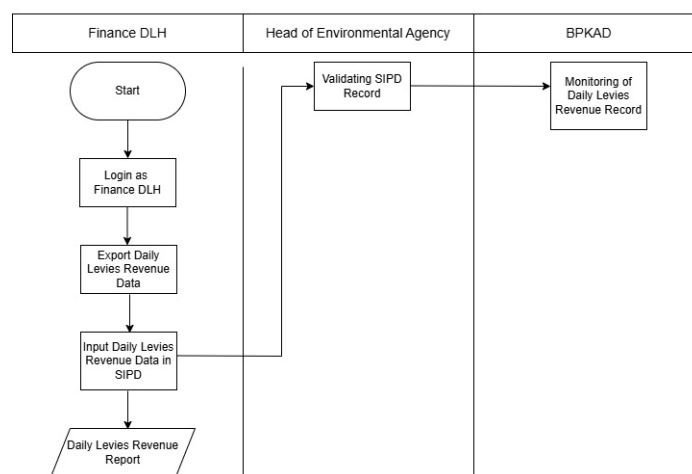 Finance DLH
Head of Environmental Agency
BPKAD
Start
Validating SIPD
Record
Monitoring of
Daily Levies
Revenue Record
Login as
Finance DLH
Export Daily
Levies Revenue
Data
Input Daily Levies
Revenue Data in
SIPD
Daily Levies Revenue
Report